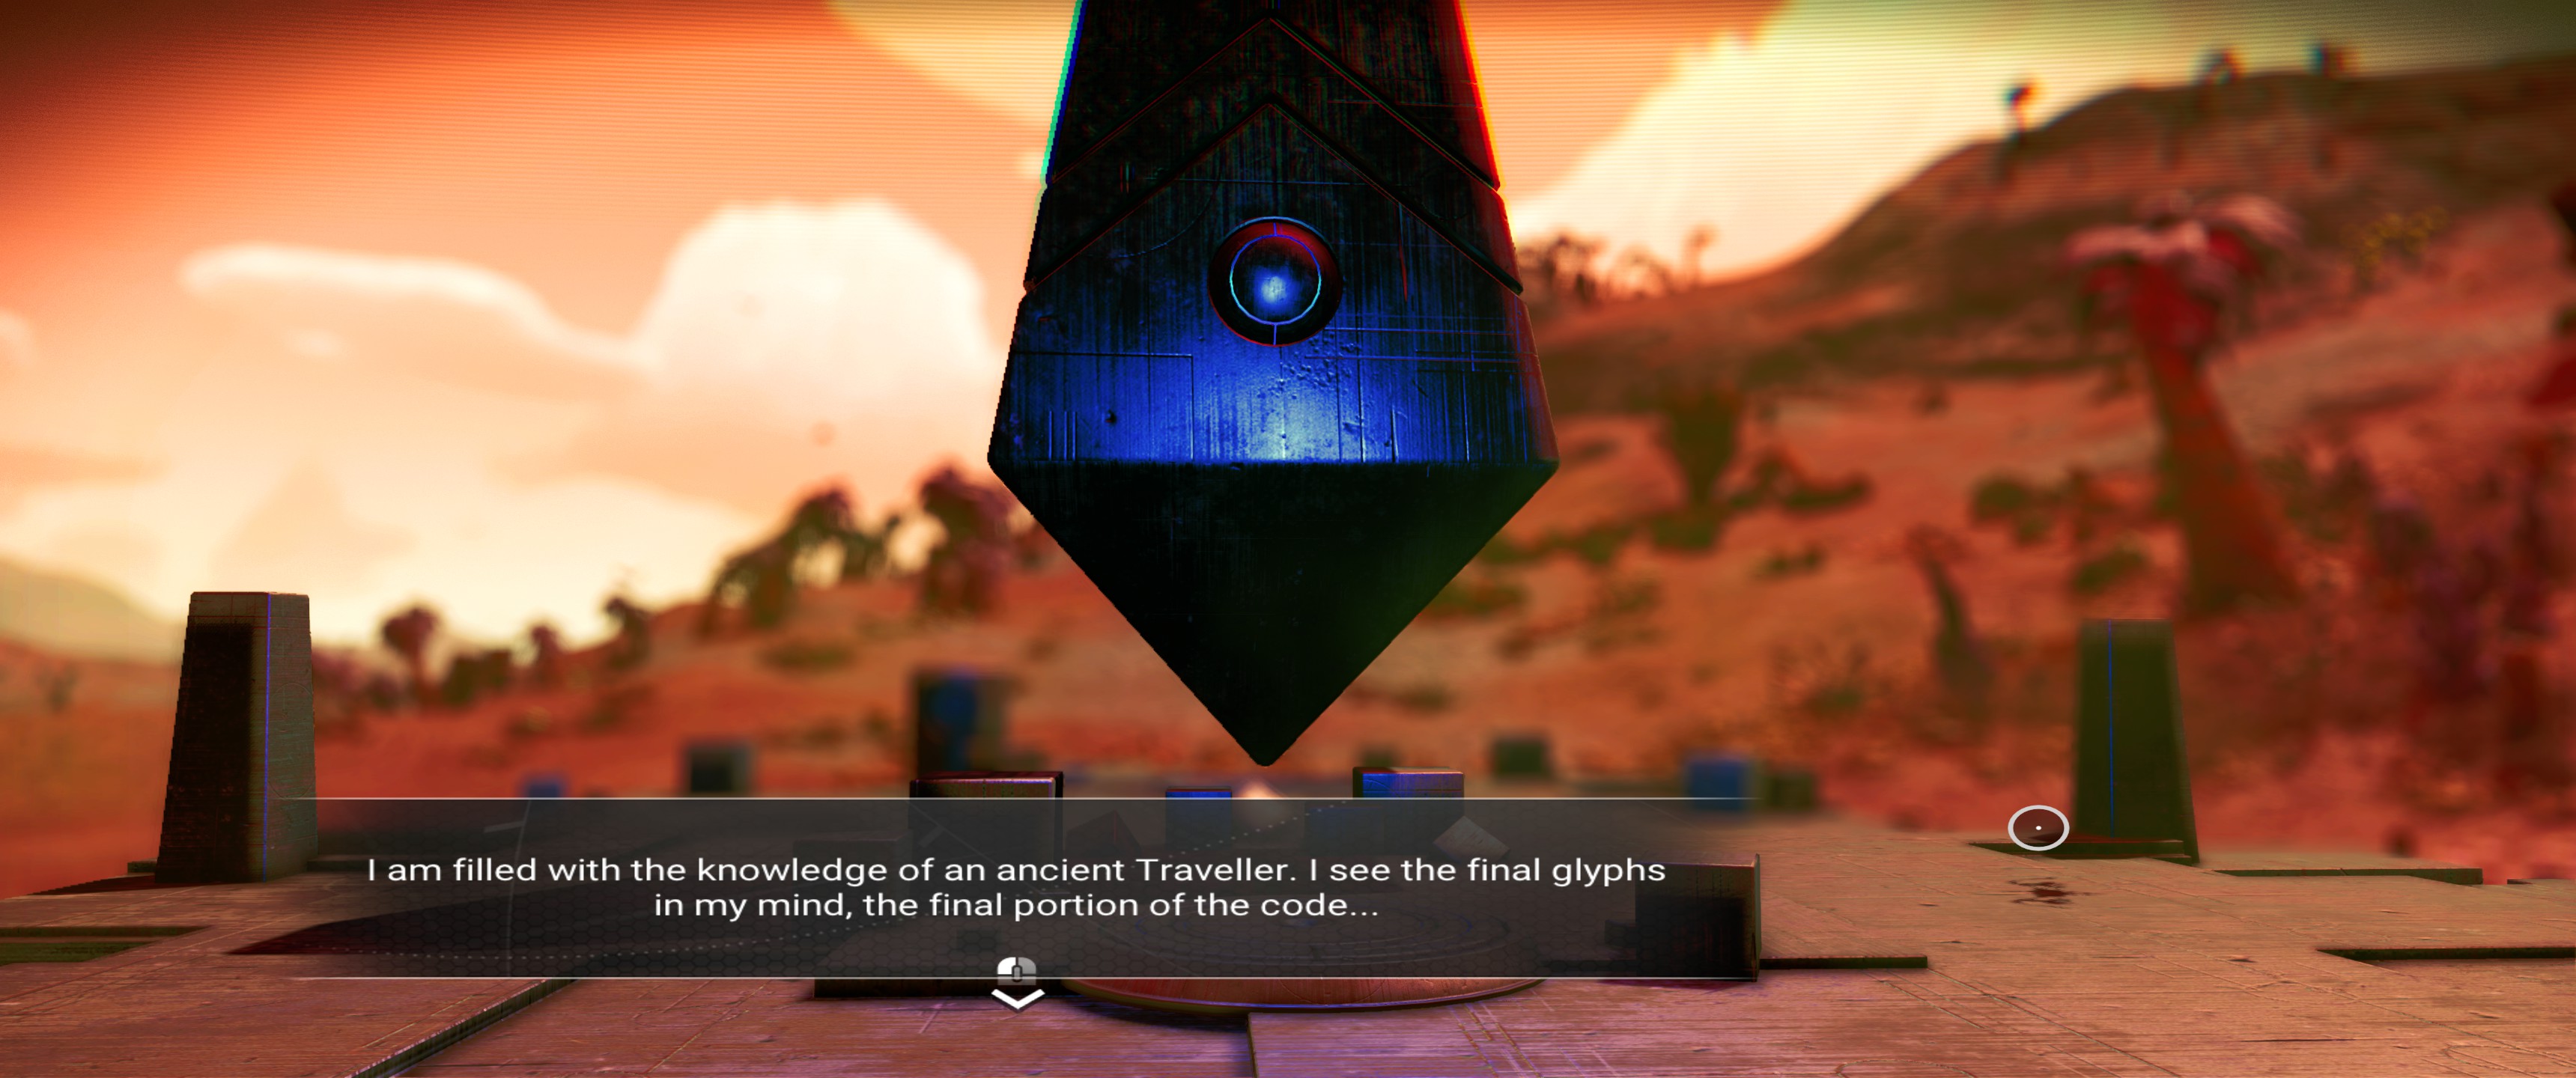 I am filled with the knowledge of an ancient Traveller. I see the final glyphs
in my mind, the final portion of the code...